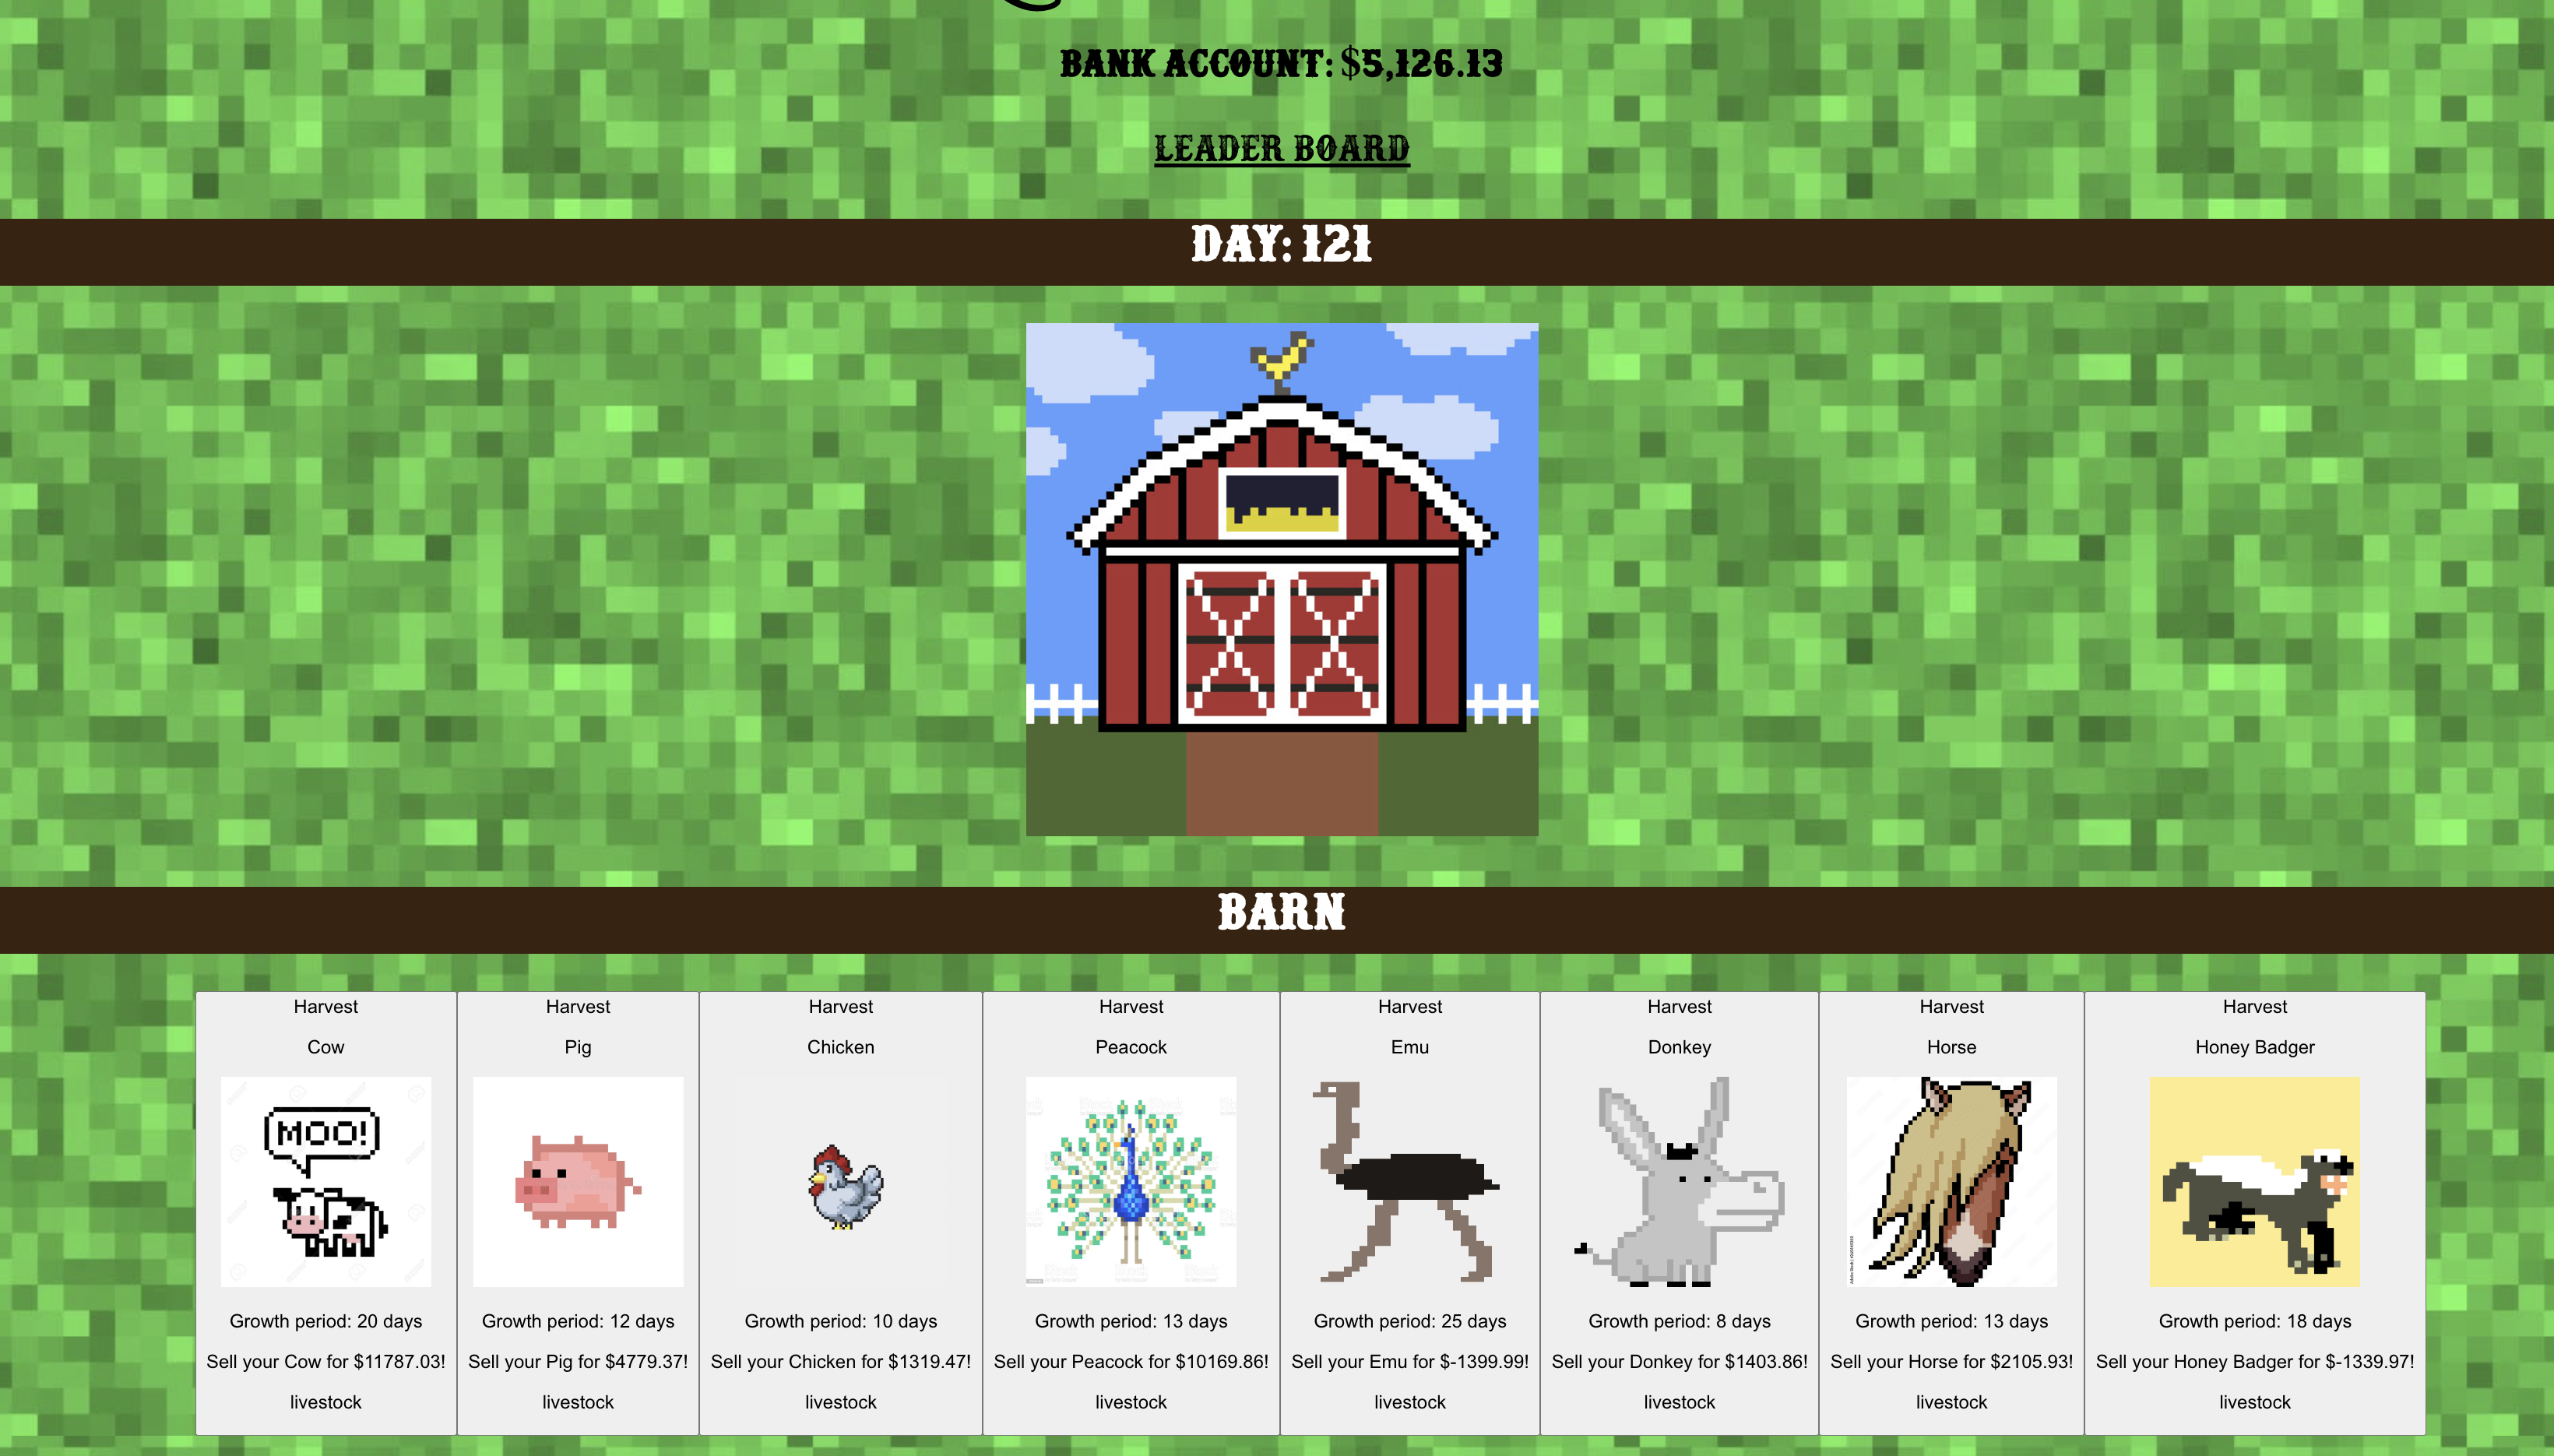 BANK ACCOUNT: $5,126.13
LEADER BOARD
DAY: 121
BARN
Harvest
Cow
MOO!
Growth period: 20 days
Sell your Cow for $11787.03!
livestock
Harvest
Pig
Growth period: 12 days
Sell your Pig for $4779.37!
livestock
Harvest
Chicken
Growth period: 10 days
Sell your Chicken for $1319.47!
livestock
Harvest
Peacock
Growth period: 13 days
Sell your Peacock for $10169.86!
livestock
Harvest
Emu
Growth period: 25 days
Sell your Emu for $-1399.99!
livestock
Harvest
Donkey
Growth period: 8 days
Sell your Donkey for $1403.86!
livestock
Harvest
Horse
Growth period: 13 days
Sell your Horse for $2105.93!
livestock
Harvest
Honey Badger
Growth period: 18 days
Sell your Honey Badger for $-1339.97!
livestock